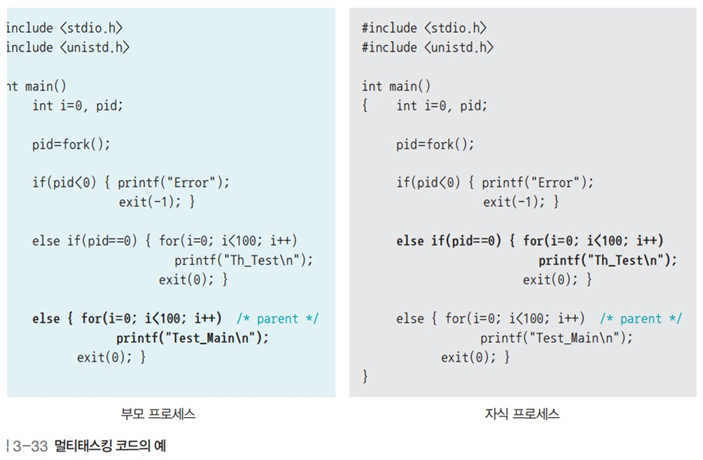 include <stdio.h>
include <unistd.h>
nt main()
int i=0, pid;
pid=fork();
if(pid<0) { printf("Error");
exit(-1); }
else if(pid==0) { for(i=0; i<100; i++)
printf("Th_Test\n");
exit(0); }
else { for(i=0; i<100; i++) /* parent */
printf("Test_Main\n");
exit(0); }
부모 프로세스
#include <stdio.h>
#include <unistd.h>
int main()
{ int i=0, pid;
pid=fork();
if(pid<0) { printf("Error");
exit(-1); }
else if(pid==0) { for(i=0; i<100; i++)
printf("Th_Test\n");
exit(0); }
else { for(i=0; i<100; i++) /* parent */
printf("Test_Main\n");
exit(0); }
}
자식 프로세스
3-33 멀티태스킹 코드의 예